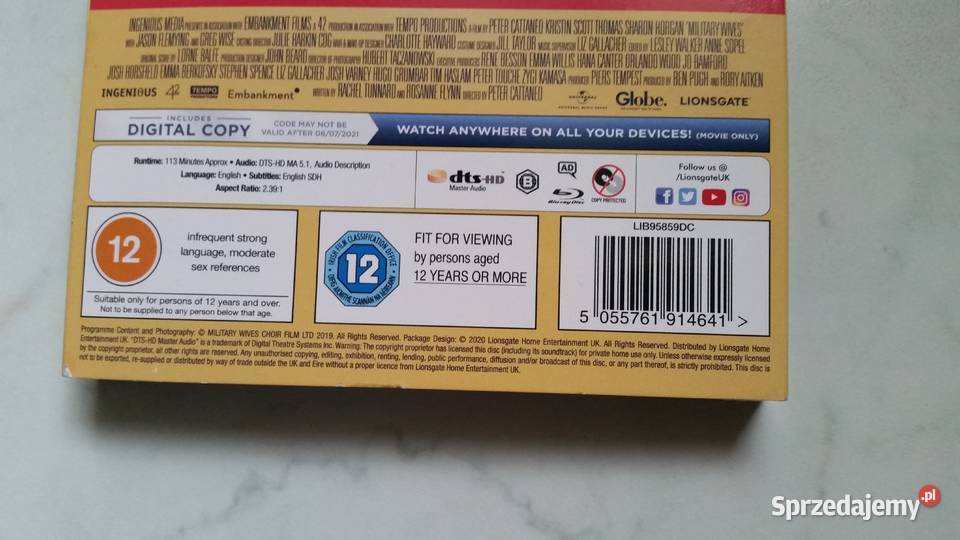 INGENIOUS MEDIA PRESENTS IN ASSOCIATION WITH EMBANKMENT FILMS & 42 PRODUCTION IN ASSOCIATION WITH TEMPO PRODUCTIONS A FILM BY PETER CATTANEO KRISTIN SCOTT THOMAS SHARON HORGAN "MILITARY WIVES"
WITH JASON FLEMYNG AND GREG WISE CASTING DIRECTOR JULIE HARKIN CDG HAIR & MAKE UP DESIGNER CHARLOTTE HAYWARD COSTUME DESIGNER JILL TAYLOR MUSIC SUPERVISOR LIZ GALLACHER EDITED BY LESLEY WALKER ANNE SOPEL
ORIGINAL SCORE BY LORNE BALFE PRODUCTION DESIGNER JOHN BEARD DIRECTOR OF PHOTOGRAPHY HUBERT TACZANOWSKI EXECUTIVE PRODUCERS RENE BESSON EMMA WILLIS HANA CANTER ORLANDO WOOD JO BAMFORD
JOSH HORSFIELD EMMA BERKOFSKY STEPHEN SPENCE LIZ GALLACHER JOSH VARNEY HUGO GRUMBAR TIM HASLAM PETER TOUCHE ZYGI KAMASA PRODUCER PIERS TEMPEST PRODUCED BY BEN PUGH AND RORY AITKEN
WRITTEN BY RACHEL TUNNARD AND ROSANNE FLYNN DIRECTED BY PETER CATTANEO
INGENIOUS 42 TEMPO PRODUCTIONS Embankment UNIVERSAL Globe. LIONSGATE
INCLUDES
DIGITAL COPY
CODE MAY NOT BE
VALID AFTER 06/07/2021
WATCH ANYWHERE ON ALL YOUR DEVICES! (MOVIE ONLY)
Runtime: 113 Minutes Approx • Audio: DTS-HD MA 5.1, Audio Description
Language: English • Subtitles: English SDH
Aspect Ratio: 2.39:1
dts-HD
Master Audio
B
AD
Blu-ray Disc
COPY PROTECTED
Follow us @
/LionsgateUK
12
infrequent strong
language, moderate
sex references
Suitable only for persons of 12 years and over.
Not to be supplied to any person below that age.
IRISH FILM CLASSIFICATION OFFICE
12
OIFIG AICMITHE SCANNÁN NA HÉIREANN
FIT FOR VIEWING
by persons aged
12 YEARS OR MORE
LIB95859DC
5 055761 914641 >
Programme Content and Photography: © MILITARY WIVES CHOIR FILM LTD 2019. All Rights Reserved. Package Design: © 2020 Lionsgate Home Entertainment UK. All Rights Reserved. Distributed by Lionsgate Home
Entertainment UK. "DTS-HD Master Audio" is a trademark of Digital Theatre Systems Inc. Warning: The copyright proprietor has licensed this disc (including its soundtrack) for private home use only. Unless otherwise expressly licensed
by the copyright proprietor, all other rights are reserved. Any unauthorised copying, editing, exhibition, renting, lending, public performance, diffusion and/or broadcast of this disc, or any part thereof, is strictly prohibited. This disc is
not to be exported, re-supplied or distributed by way of trade outside the UK and Eire without a proper licence from Lionsgate Home Entertainment UK.
Sprzedajemy.pl